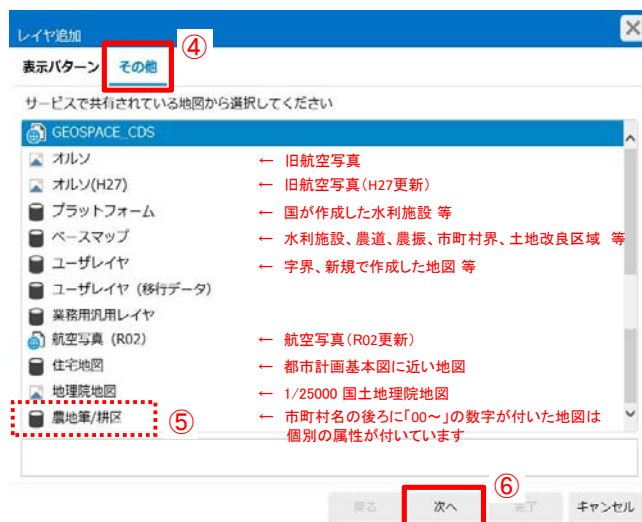 レイヤ追加
④
表示パターン その他
サービスで共有されている地図から選択してください
GEOSPACE_CDS
オルソ ← 旧航空写真
オルソ(H27) ← 旧航空写真(H27更新)
プラットフォーム ← 国が作成した水利施設 等
ベースマップ ← 水利施設、農道、農振、市町村界、土地改良区域 等
ユーザレイヤ ← 字界、新規で作成した地図 等
ユーザレイヤ (移行データ)
業務用汎用レイヤ
航空写真 (R02) ← 航空写真(R02更新)
住宅地図 ← 都市計画基本図に近い地図
地理院地図 ← 1/25000 国土地理院地図
農地筆/耕区 ⑤ ← 市町村名の後ろに「00～」の数字が付いた地図は
個別の属性が付いています
⑥
戻る 次へ 完了 キャンセル